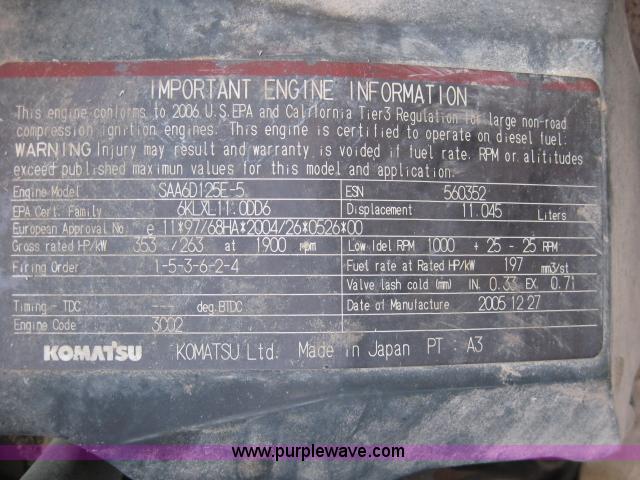 IMPORTANT ENGINE INFORMATION
This engine conforms to 2006 U.S.EPA and California Tier3 Regulation for large non-road
compression ignition engines. This engine is certified to operate on diesel fuel.
WARNING Injury may result and warranty is voided if fuel rate. RPM or alititudes
exceed published maximun values for this model and application.
Engine Model SAA6D125E-5 ESN 560352
EPA Cert. Family 6KLXL11.0DD6 Displacement 11.045 Liters
European Approval No. e 11*97/68HA*2004/26*0526*00
Gross rated HP/kW 353 /263 at 1900 rpm Low Idel RPM 1000 + 25 - 25 RPM
Firing Order 1-5-3-6-2-4 Fuel rate at Rated HP/kW 197 mm3/st
Valve lash cold (mm) IN. 0.33 EX. 0.71
Timing - TDC --- deg.BTDC Date of Manufacture 2005 12 27
Engine Code 3002
KOMATSU KOMATSU Ltd. Made in Japan PT : A3
www.purplewave.com